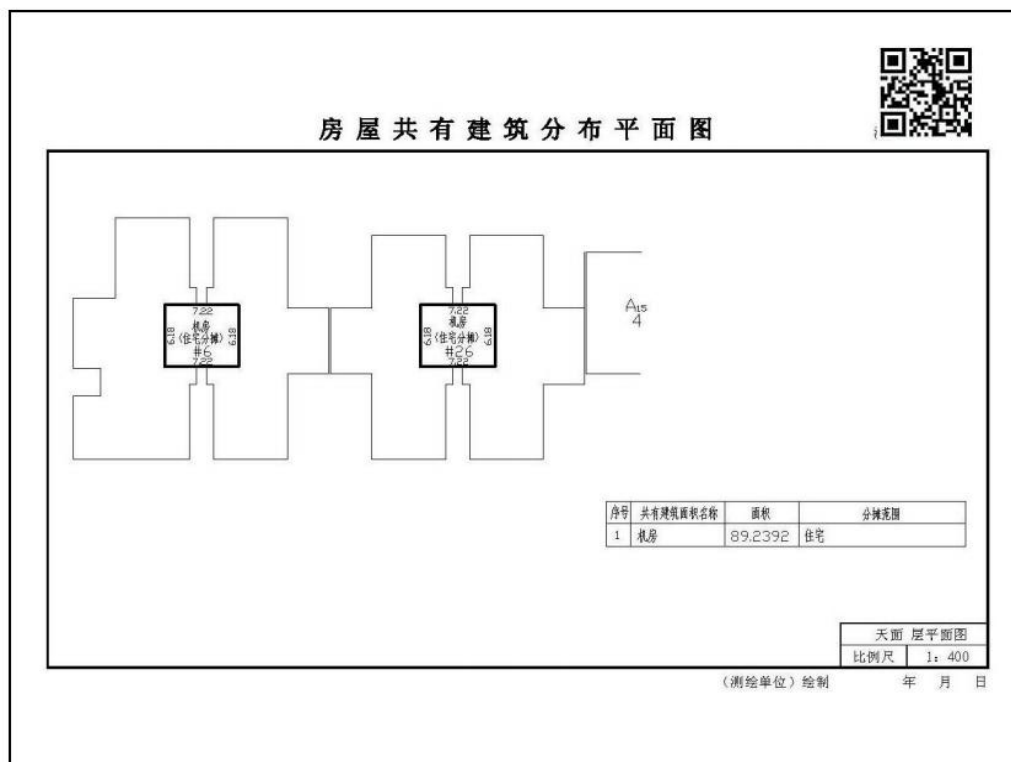 房屋共有建筑分布平面图
7.22
机房
6.18
(住宅分摊)
6.18
#6
7.22
7.22
机房
6.18
(住宅分摊)
6.18
#26
7.22
A15
4
序号 共有建筑面积名称 面积 分摊范围
1 机房 89.2392 住宅
天面 层平面图
比例尺 1: 400
(测绘单位)绘制 年 月 日